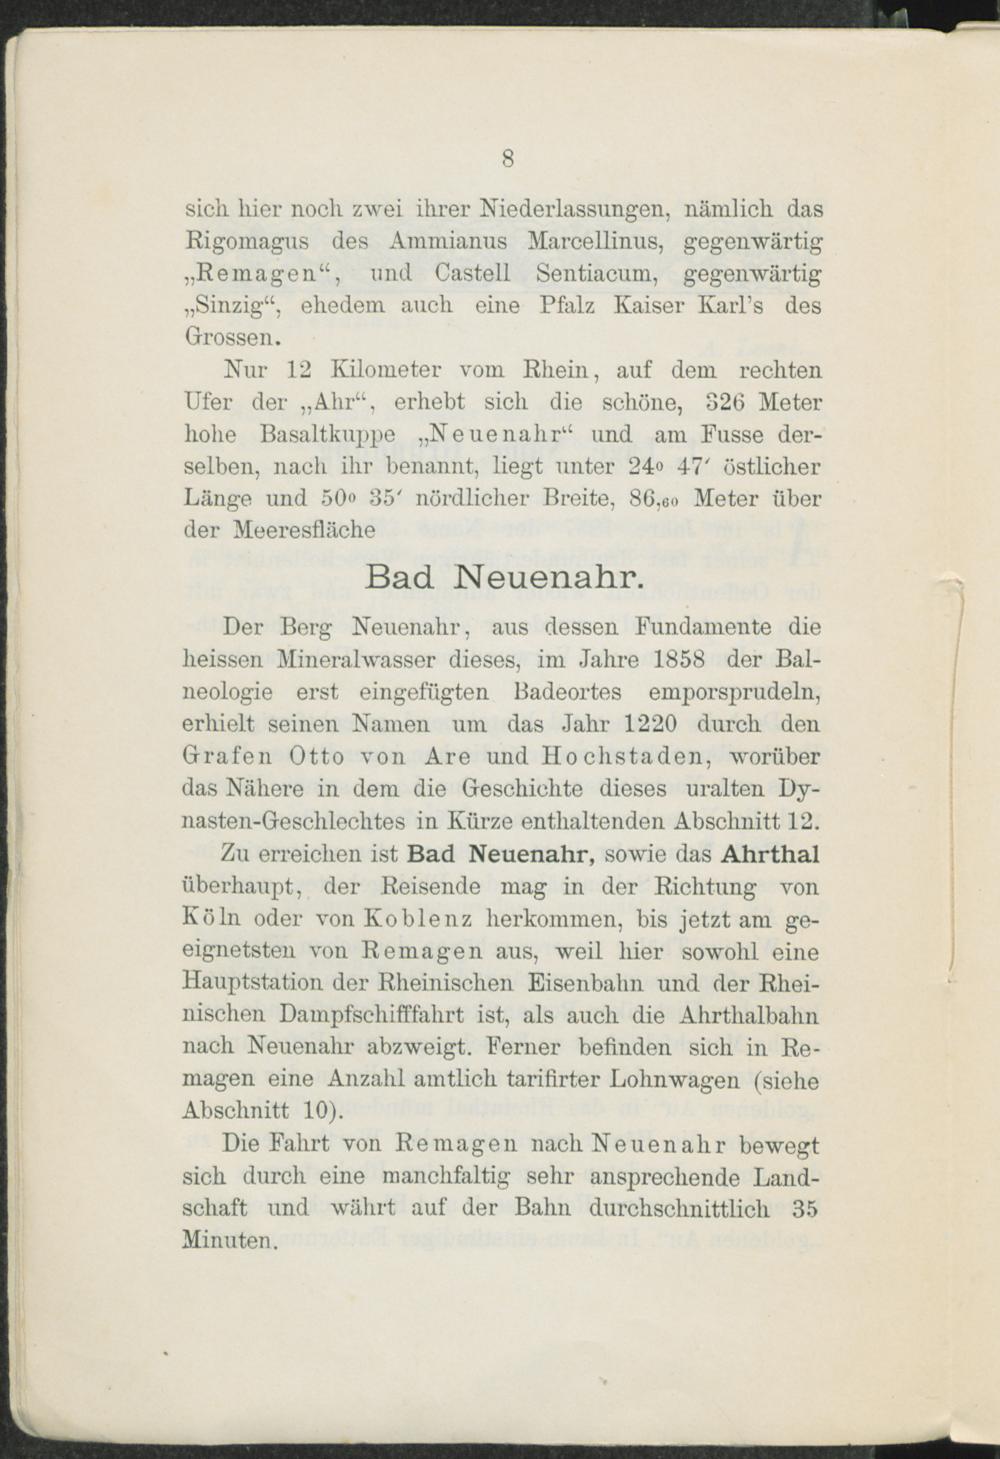 8
sich hier noch zwei ihrer Niederlassungen, nämlich das
Rigomagus des Ammianus Marcellinus, gegenwärtig
„Remagen“, und Castell Sentiacum, gegenwärtig
„Sinzig“, ehedem auch eine Pfalz Kaiser Karl's des
Grossen.
Nur 12 Kilometer vom Rhein, auf dem rechten
Ufer der „Ahr“, erhebt sich die schöne, 326 Meter
hohe Basaltkuppe „Neuenahr“ und am Fusse der-
selben, nach ihr benannt, liegt unter 24º 47′ östlicher
Länge und 50º 35′ nördlicher Breite, 86,60 Meter über
der Meeresfläche
Bad Neuenahr.
Der Berg Neuenahr, aus dessen Fundamente die
heissen Mineralwasser dieses, im Jahre 1858 der Bal-
neologie erst eingefügten Badeortes emporsprudeln,
erhielt seinen Namen um das Jahr 1220 durch den
Grafen Otto von Are und Hochstaden, worüber
das Nähere in dem die Geschichte dieses uralten Dy-
nasten-Geschlechtes in Kürze enthaltenden Abschnitt 12.
Zu erreichen ist Bad Neuenahr, sowie das Ahrthal
überhaupt, der Reisende mag in der Richtung von
Köln oder von Koblenz herkommen, bis jetzt am ge-
eignetsten von Remagen aus, weil hier sowohl eine
Hauptstation der Rheinischen Eisenbahn und der Rhei-
nischen Dampfschifffahrt ist, als auch die Ahrthalbahn
nach Neuenahr abzweigt. Ferner befinden sich in Re-
magen eine Anzahl amtlich tarifirter Lohnwagen (siehe
Abschnitt 10).
Die Fahrt von Remagen nach Neuenahr bewegt
sich durch eine manchfaltig sehr ansprechende Land-
schaft und währt auf der Bahn durchschnittlich 35
Minuten.